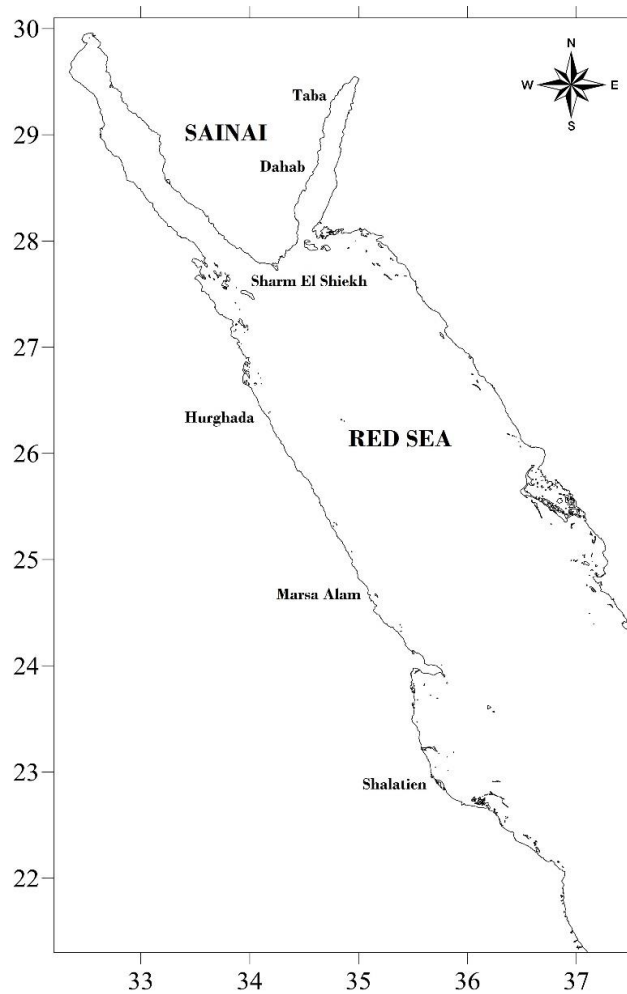 30
N
W E
S
Taba
29
SAINAI
Dahab
28
Sharm El Shiekh
27
Hurghada
RED SEA
26
25
Marsa Alam
24
23
Shalatien
22
33 34 35 36 37